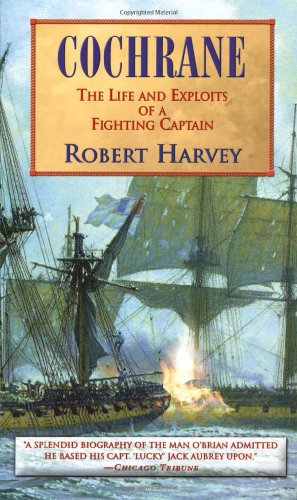 COCHRANE
THE LIFE AND EXPLOITS
OF A
FIGHTING CAPTAIN
ROBERT HARVEY
"A SPLENDID BIOGRAPHY OF THE MAN O'BRIAN ADMITTED
HE BASED HIS CAPT. 'LUCKY' JACK AUBREY UPON."
—CHICAGO TRIBUNE